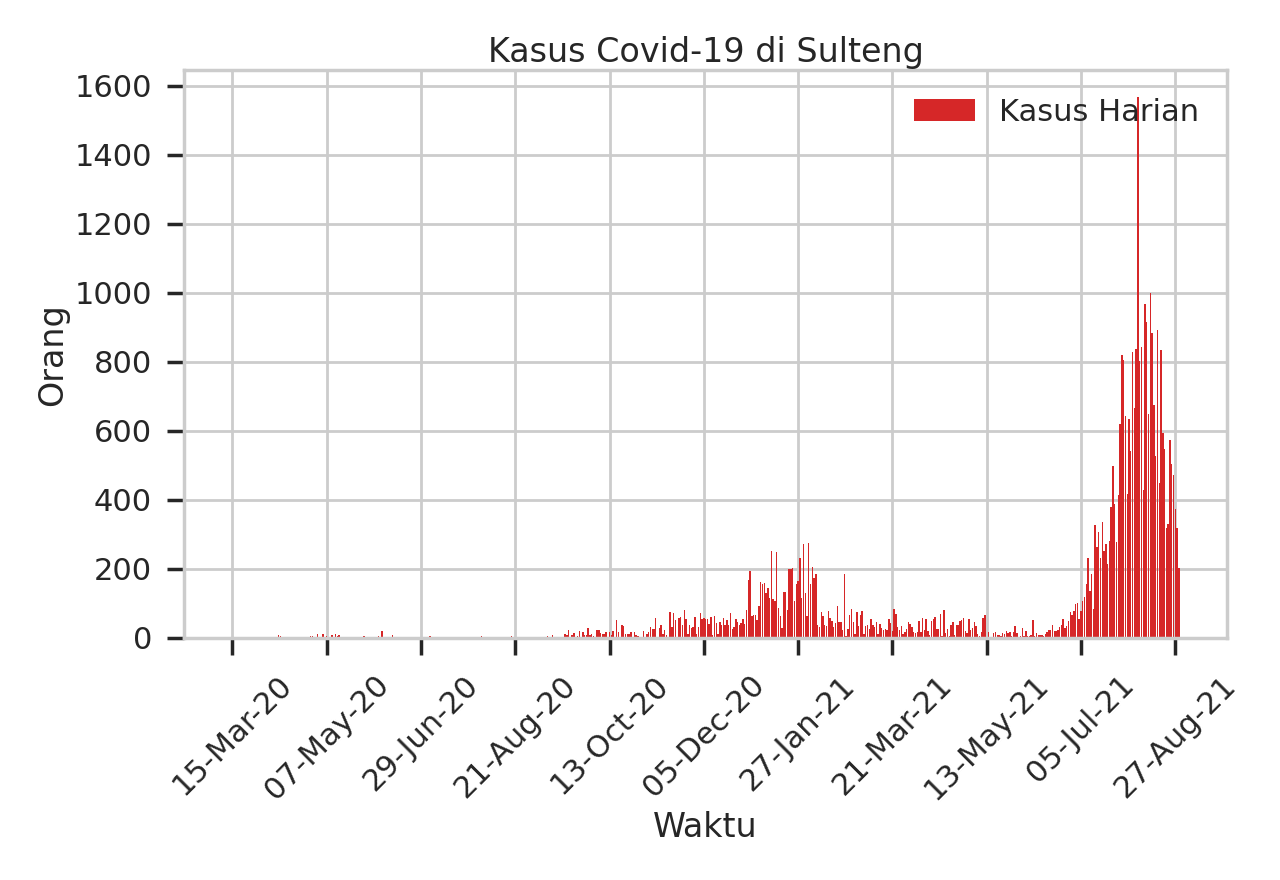 Kasus Covid-19 di Sulteng
Kasus Harian
Orang
1600
1400
1200
1000
800
600
400
200
0
15-Mar-20
07-May-20
29-Jun-20
21-Aug-20
13-Oct-20
05-Dec-20
27-Jan-21
21-Mar-21
13-May-21
05-Jul-21
27-Aug-21
Waktu